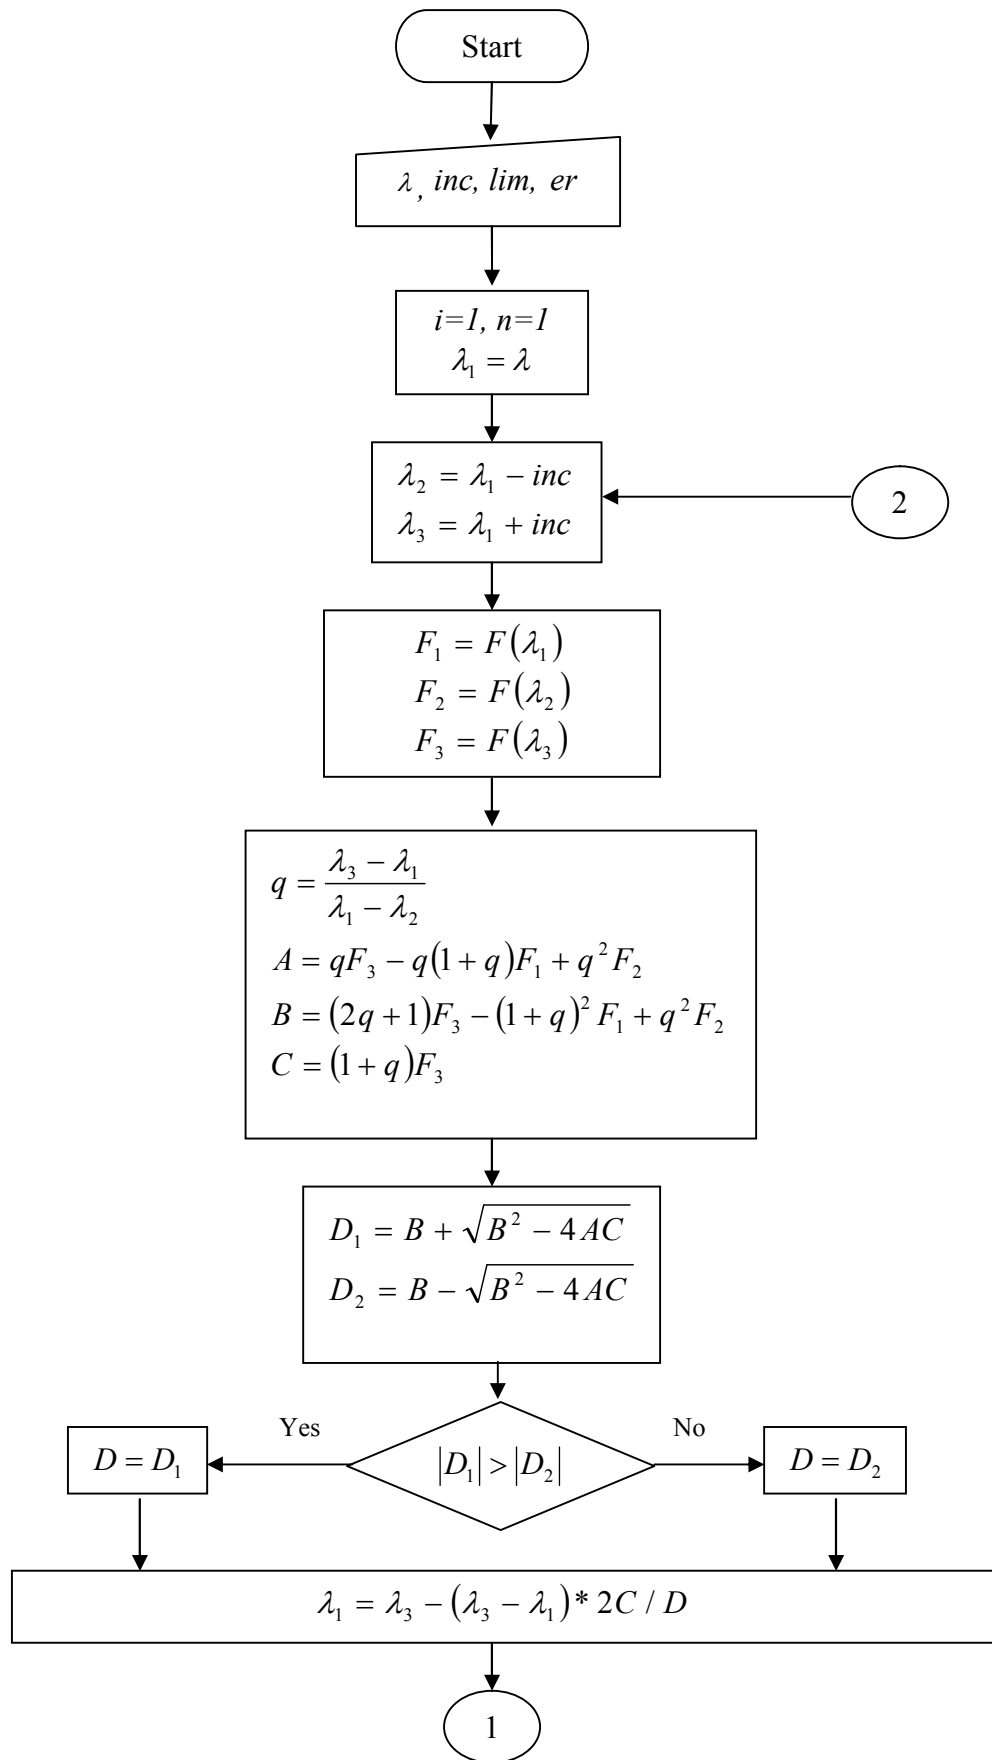 Start
λ, inc, lim, er
i=1, n=1
λ₁ = λ
λ₂ = λ₁ − inc
λ₃ = λ₁ + inc
2
F₁ = F(λ₁)
F₂ = F(λ₂)
F₃ = F(λ₃)
q = (λ₃ − λ₁)/(λ₁ − λ₂)
A = qF₃ − q(1 + q)F₁ + q²F₂
B = (2q + 1)F₃ − (1 + q)²F₁ + q²F₂
C = (1 + q)F₃
D₁ = B + √(B² − 4AC)
D₂ = B − √(B² − 4AC)
Yes
No
D = D₁
|D₁| > |D₂|
D = D₂
λ₁ = λ₃ − (λ₃ − λ₁) * 2C / D
1